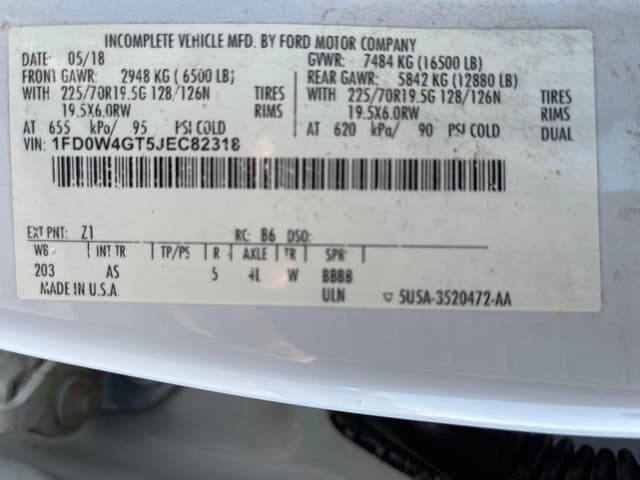 INCOMPLETE VEHICLE MFD. BY FORD MOTOR COMPANY
DATE: 05/18 GVWR: 7484 KG (16500 LB)
FRONT GAWR: 2948 KG ( 6500 LB) REAR GAWR: 5842 KG (12880 LB)
WITH 225/70R19.5G 128/126N TIRES WITH 225/70R19.5G 128/126N TIRES
19.5X6.0RW RIMS 19.5X6.0RW RIMS
AT 655 kPa/ 95 PSI COLD AT 620 kPa/ 90 PSI COLD DUAL
VIN: 1FD0W4GT5JEC82318
EXT PNT: Z1 RC: B6 DSO:
WB INT TR TP/PS R AXLE TR SPR
203 AS 5 4L W BBBB
MADE IN U.S.A. ULN 5U5A-3520472-AA